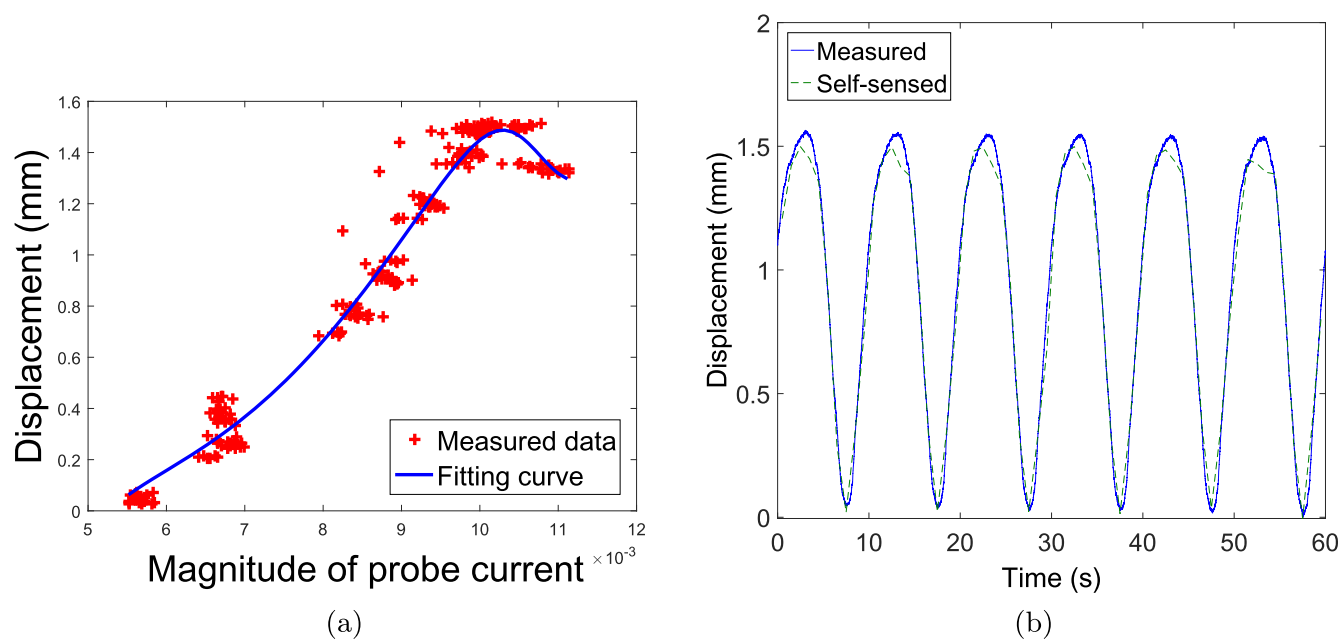 1.6
1.4
1.2
1
0.8
0.6
0.4
0.2
0
Displacement (mm)
Measured data
Fitting curve
5 6 7 8 9 10 11 12
×10⁻³
Magnitude of probe current
(a)
2
1.5
1
0.5
0
Displacement (mm)
Measured
Self-sensed
0 10 20 30 40 50 60
Time (s)
(b)